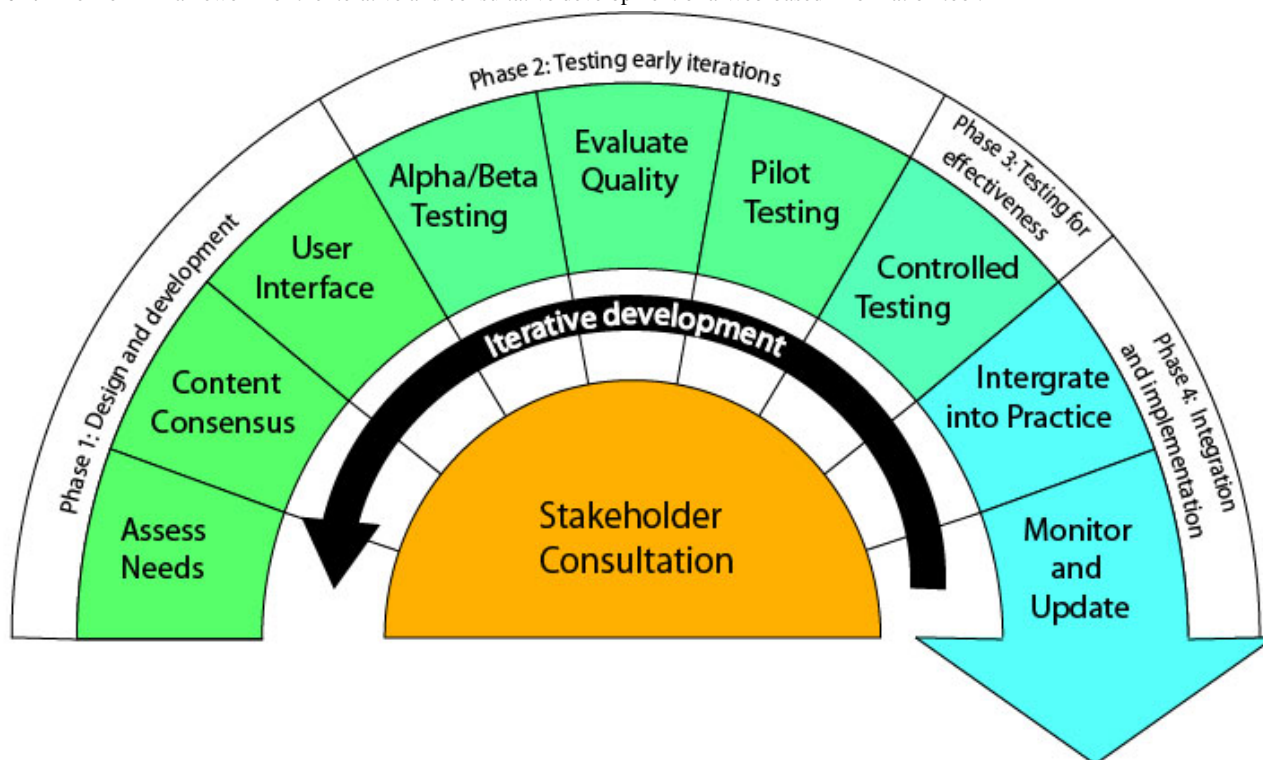 Phase 1: Design and development
Phase 2: Testing early iterations
Phase 3: Testing for
effectiveness
Phase 4: Integration
and implementation
Assess
Needs
Content
Consensus
User
Interface
Alpha/Beta
Testing
Evaluate
Quality
Pilot
Testing
Controlled
Testing
Intergrate
into Practice
Monitor
and
Update
Iterative development
Stakeholder
Consultation